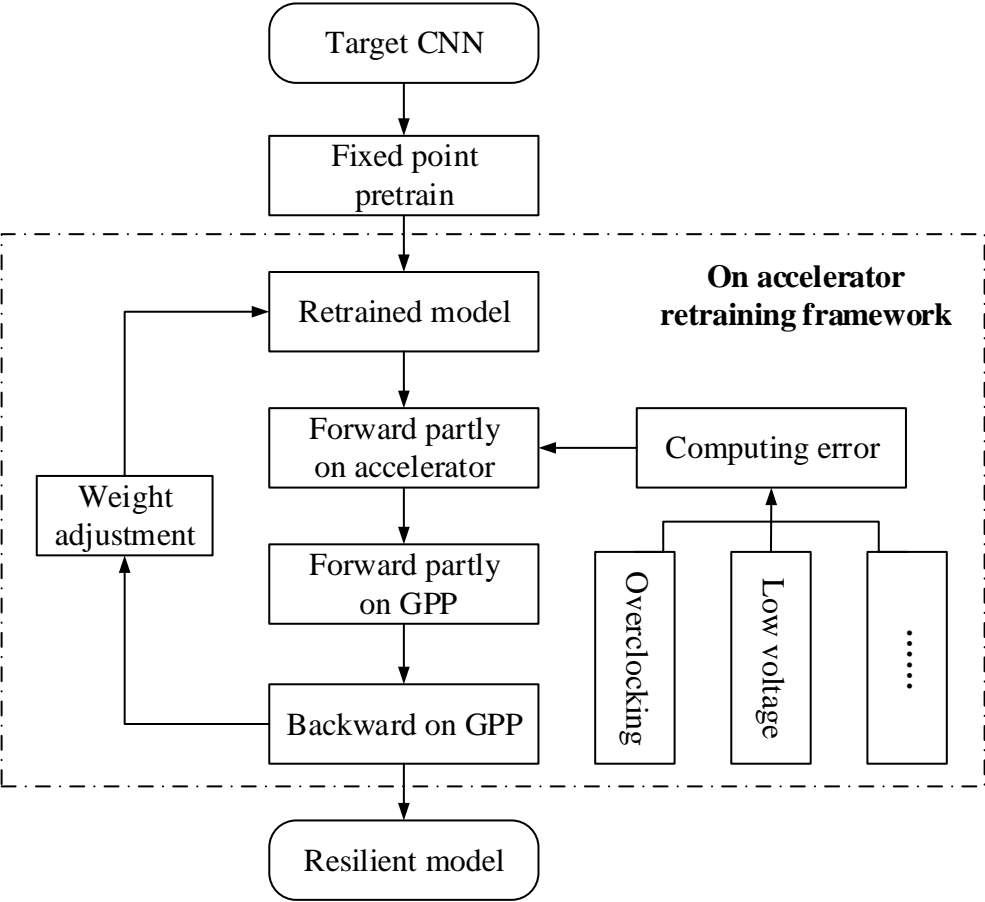 Target CNN
Fixed point
pretrain
On accelerator
retraining framework
Retrained model
Forward partly
on accelerator
Computing error
Weight
adjustment
Forward partly
on GPP
Overclocking
Low voltage
......
Backward on GPP
Resilient model